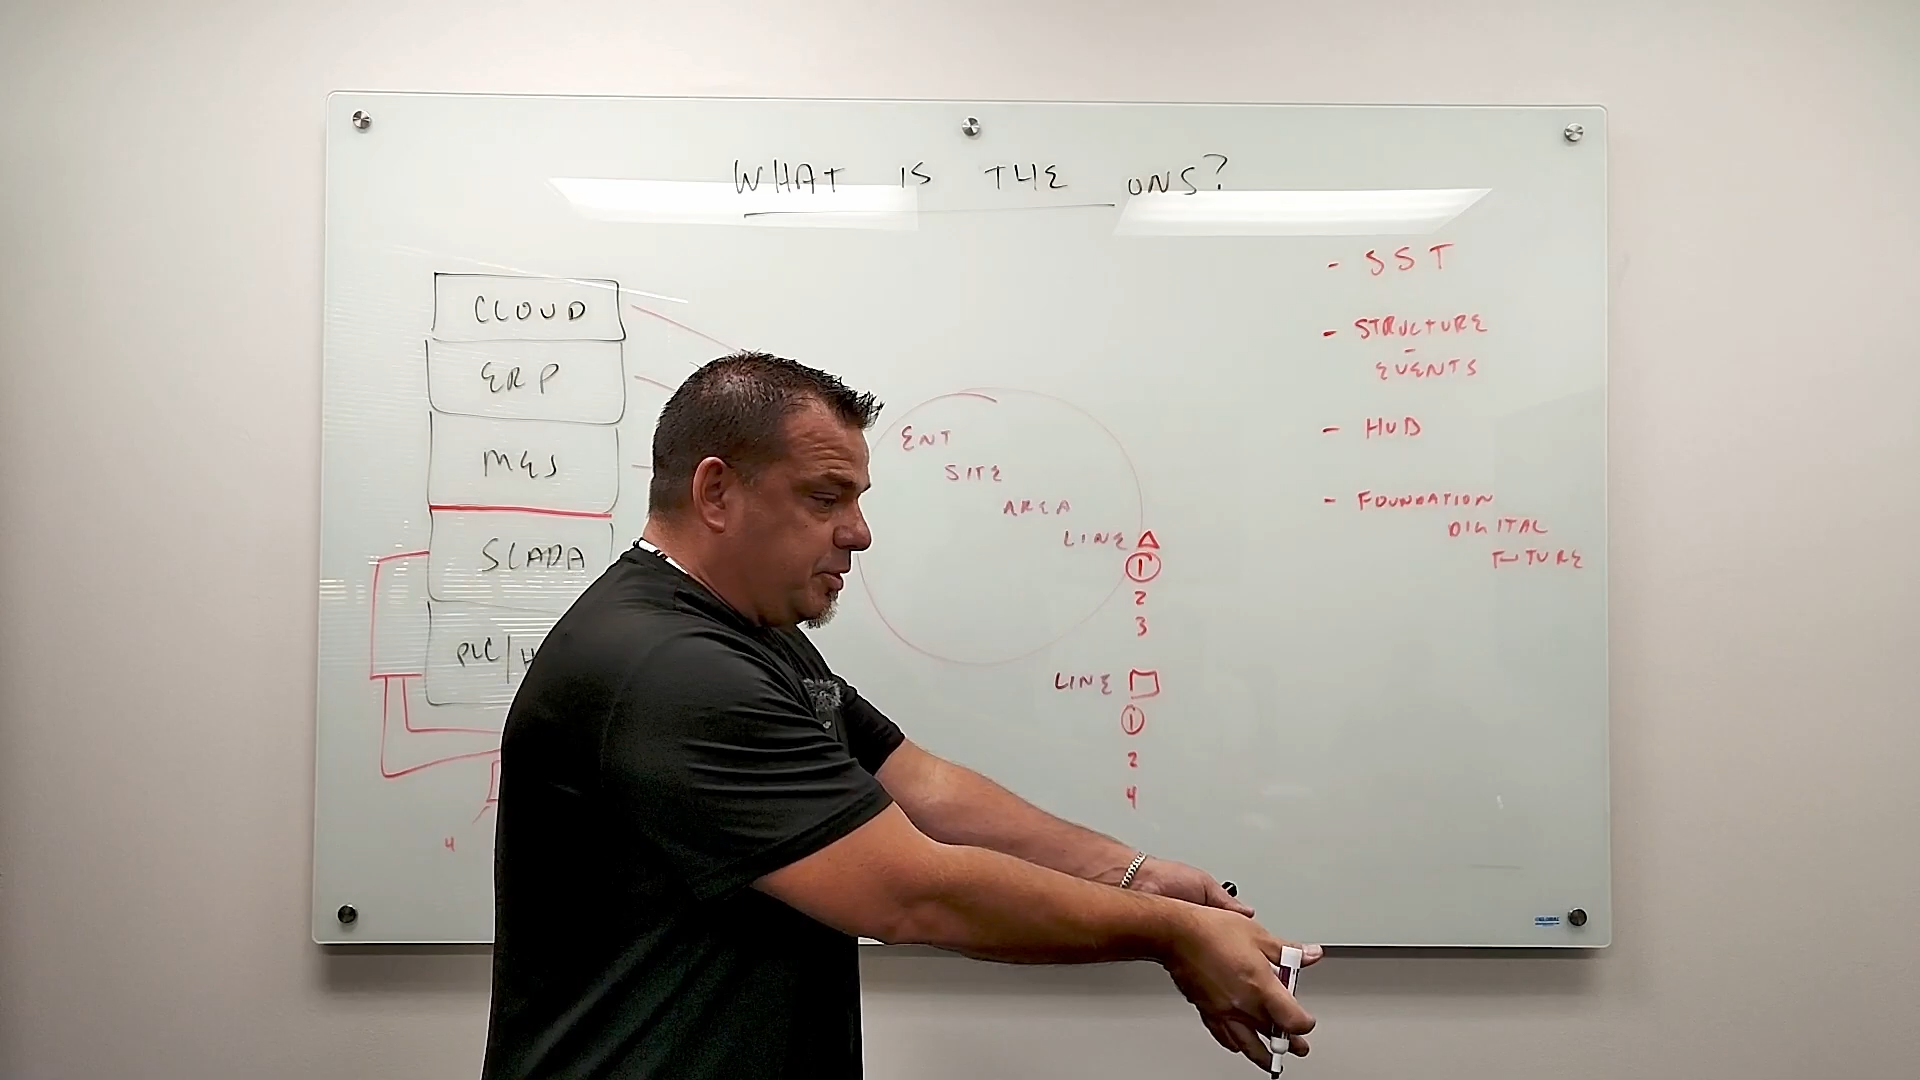 WHAT IS THE UNS?
CLOUD
ERP
MES
SCADA
PLC/H
4
ENT
SITE
AREA
LINE
1
2
3
LINE
1
2
4
- SST
- STRUCTURE
-
EVENTS
- HUB
- FOUNDATION
DIGITAL
FUTURE